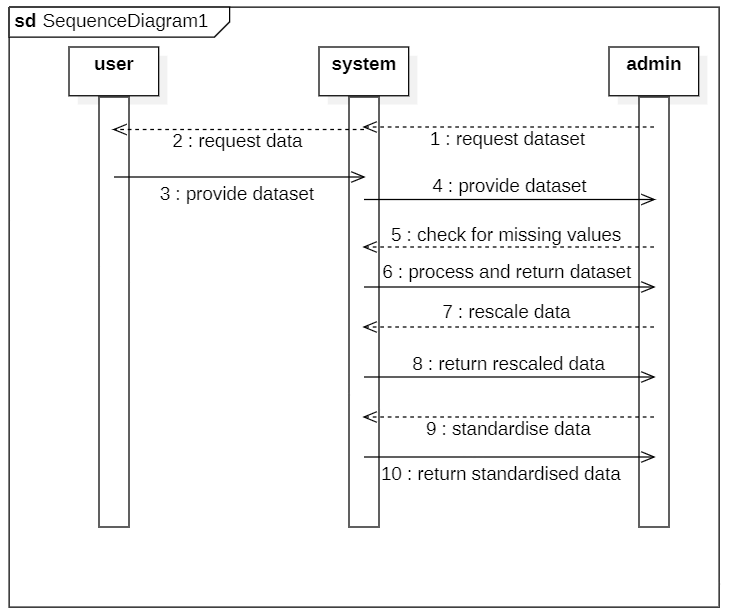 sd SequenceDiagram1
user
system
admin
1 : request dataset
2 : request data
3 : provide dataset
4 : provide dataset
5 : check for missing values
6 : process and return dataset
7 : rescale data
8 : return rescaled data
9 : standardise data
10 : return standardised data